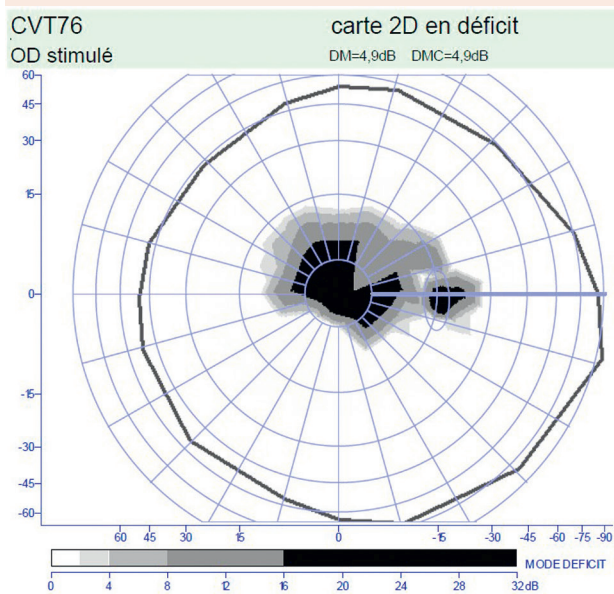 CVT76 carte 2D en déficit
OD stimulé DM=4,9dB DMC=4,9dB
60
45
30
15
0
-15
-30
-45
-60
60 45 30 15 0 -15 -30 -45 -60 -75 -90
MODE DEFICIT
0 4 8 12 16 20 24 28 32dB